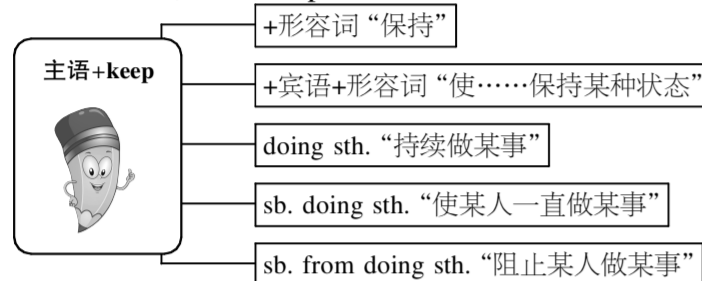 +形容词 “保持”
主语+keep
+宾语+形容词 “使……保持某种状态”
doing sth. “持续做某事”
sb. doing sth. “使某人一直做某事”
sb. from doing sth. “阻止某人做某事”